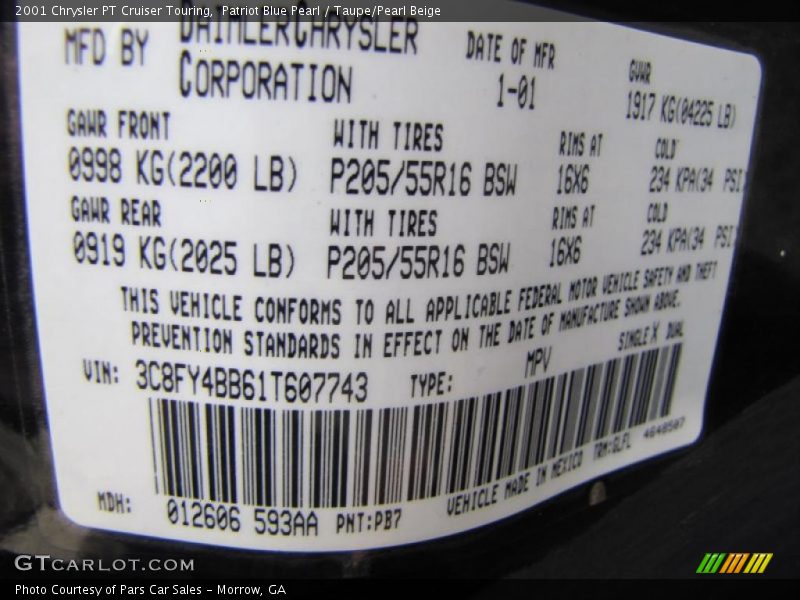 2001 Chrysler PT Cruiser Touring, Patriot Blue Pearl / Taupe/Pearl Beige
MFD BY DAIMLERCHRYSLER CORPORATION
DATE OF MFR 1-01
GVWR 1917 KG(04225 LB)
GAWR FRONT WITH TIRES RIMS AT COLD
0998 KG(2200 LB) P205/55R16 BSW 16X6 234 KPA(34 PSI)
GAWR REAR WITH TIRES RIMS AT COLD
0919 KG(2025 LB) P205/55R16 BSW 16X6 234 KPA(34 PSI
THIS VEHICLE CONFORMS TO ALL APPLICABLE FEDERAL MOTOR VEHICLE SAFETY AND THEFT
PREVENTION STANDARDS IN EFFECT ON THE DATE OF MANUFACTURE SHOWN ABOVE.
SINGLE X DUAL
VIN: 3C8FY4BB61T607743 TYPE: MPV
MDH: 012606 593AA PNT:PB7 VEHICLE MADE IN MEXICO TRM:GLFL 4648507
GTCARLOT.COM
Photo Courtesy of Pars Car Sales - Morrow, GA